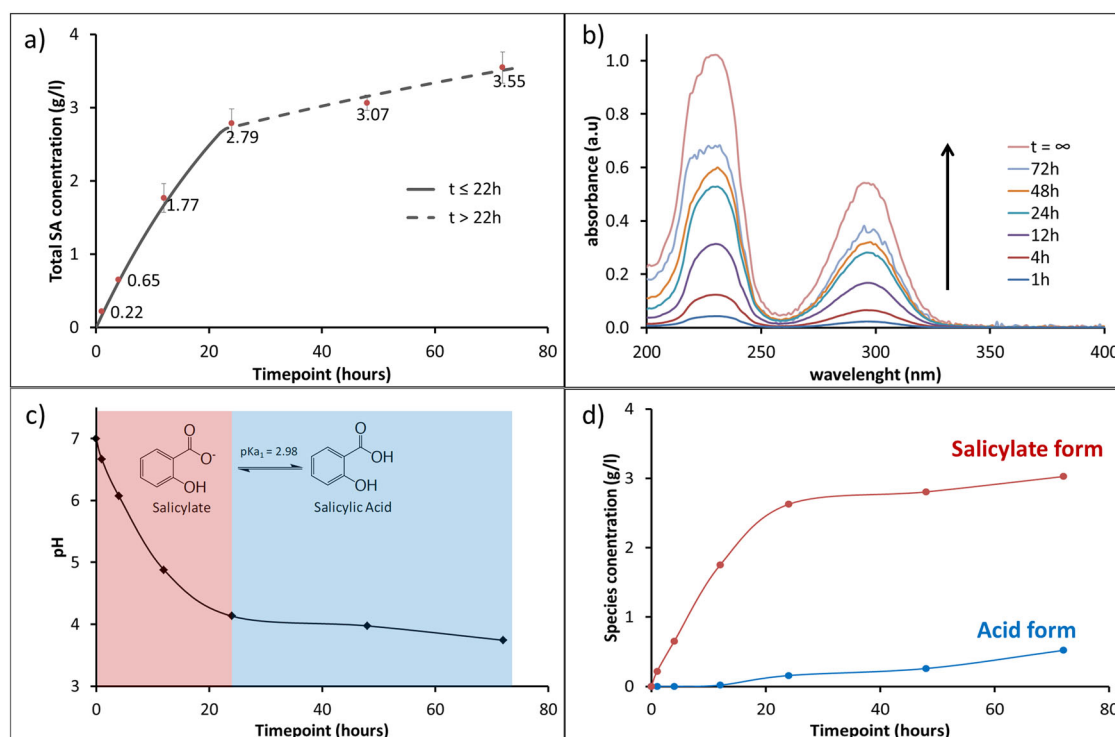 a)
Total SA conentration (g/l)
4
3
2
1
0
0.22
0.65
1.77
2.79
3.07
3.55
t ≤ 22h
t > 22h
0 20 40 60 80
Timepoint (hours)
b)
absorbance (a.u)
1.0
0.8
0.6
0.4
0.2
0.0
t = ∞
72h
48h
24h
12h
4h
1h
200 250 300 350 400
wavelenght (nm)
c)
pH
7
6
5
4
3
O
O-
OH
Salicylate
pKa1 = 2.98
O
OH
OH
Salicylic Acid
0 20 40 60 80
Timepoint (hours)
d)
Species conentration (g/l)
4
3
2
1
0
Salicylate form
Acid form
0 20 40 60 80
Timepoint (hours)